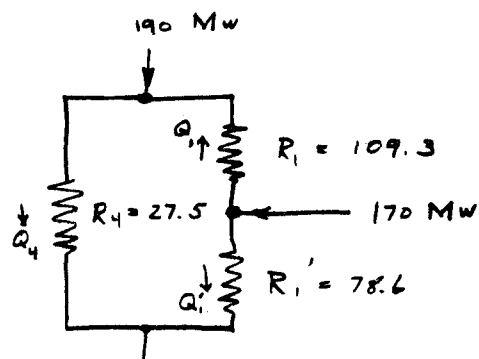 190 Mw
Q₁↑
R₁ = 109.3
↓
Q₄
R₄ = 27.5
170 Mw
↓
Q₁'
R₁' = 78.6